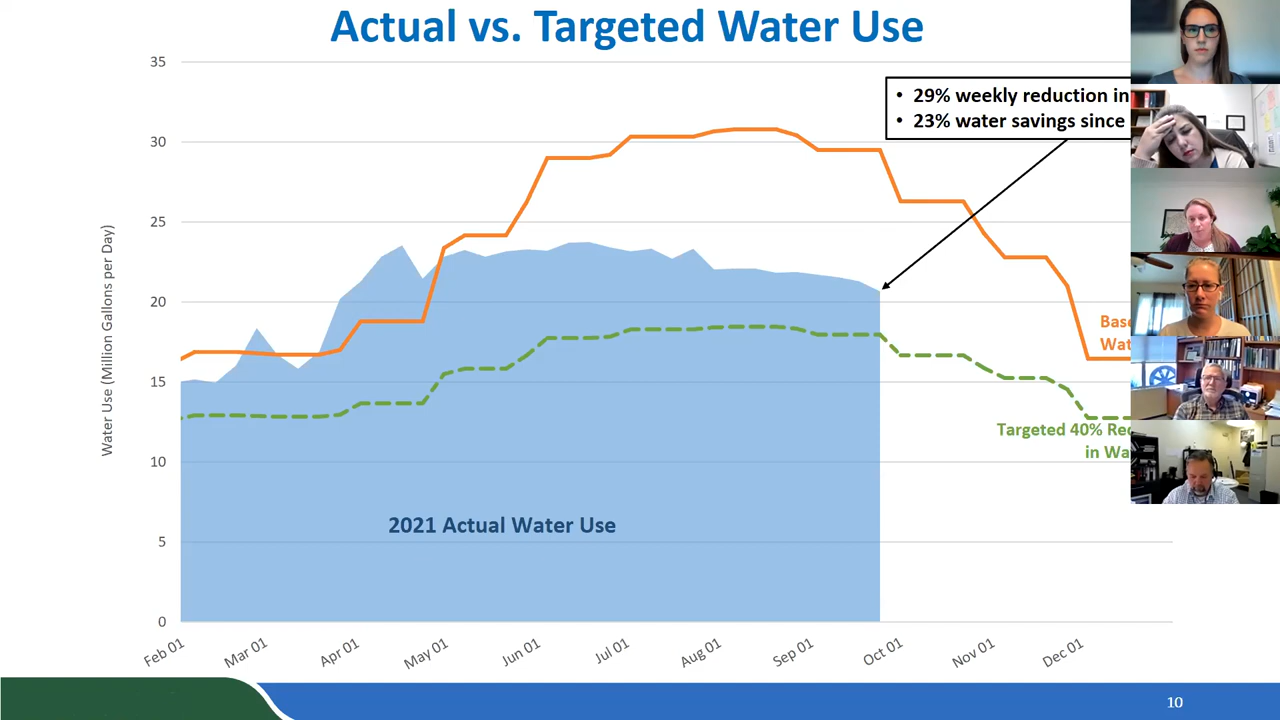 Actual vs. Targeted Water Use
• 29% weekly reduction in
• 23% water savings since
Water Use (Million Gallons per Day)
35
30
25
20
15
10
5
0
Feb 01
Mar 01
Apr 01
May 01
Jun 01
Jul 01
Aug 01
Sep 01
Oct 01
Nov 01
Dec 01
Targeted 40%
in
2021 Actual Water Use
10